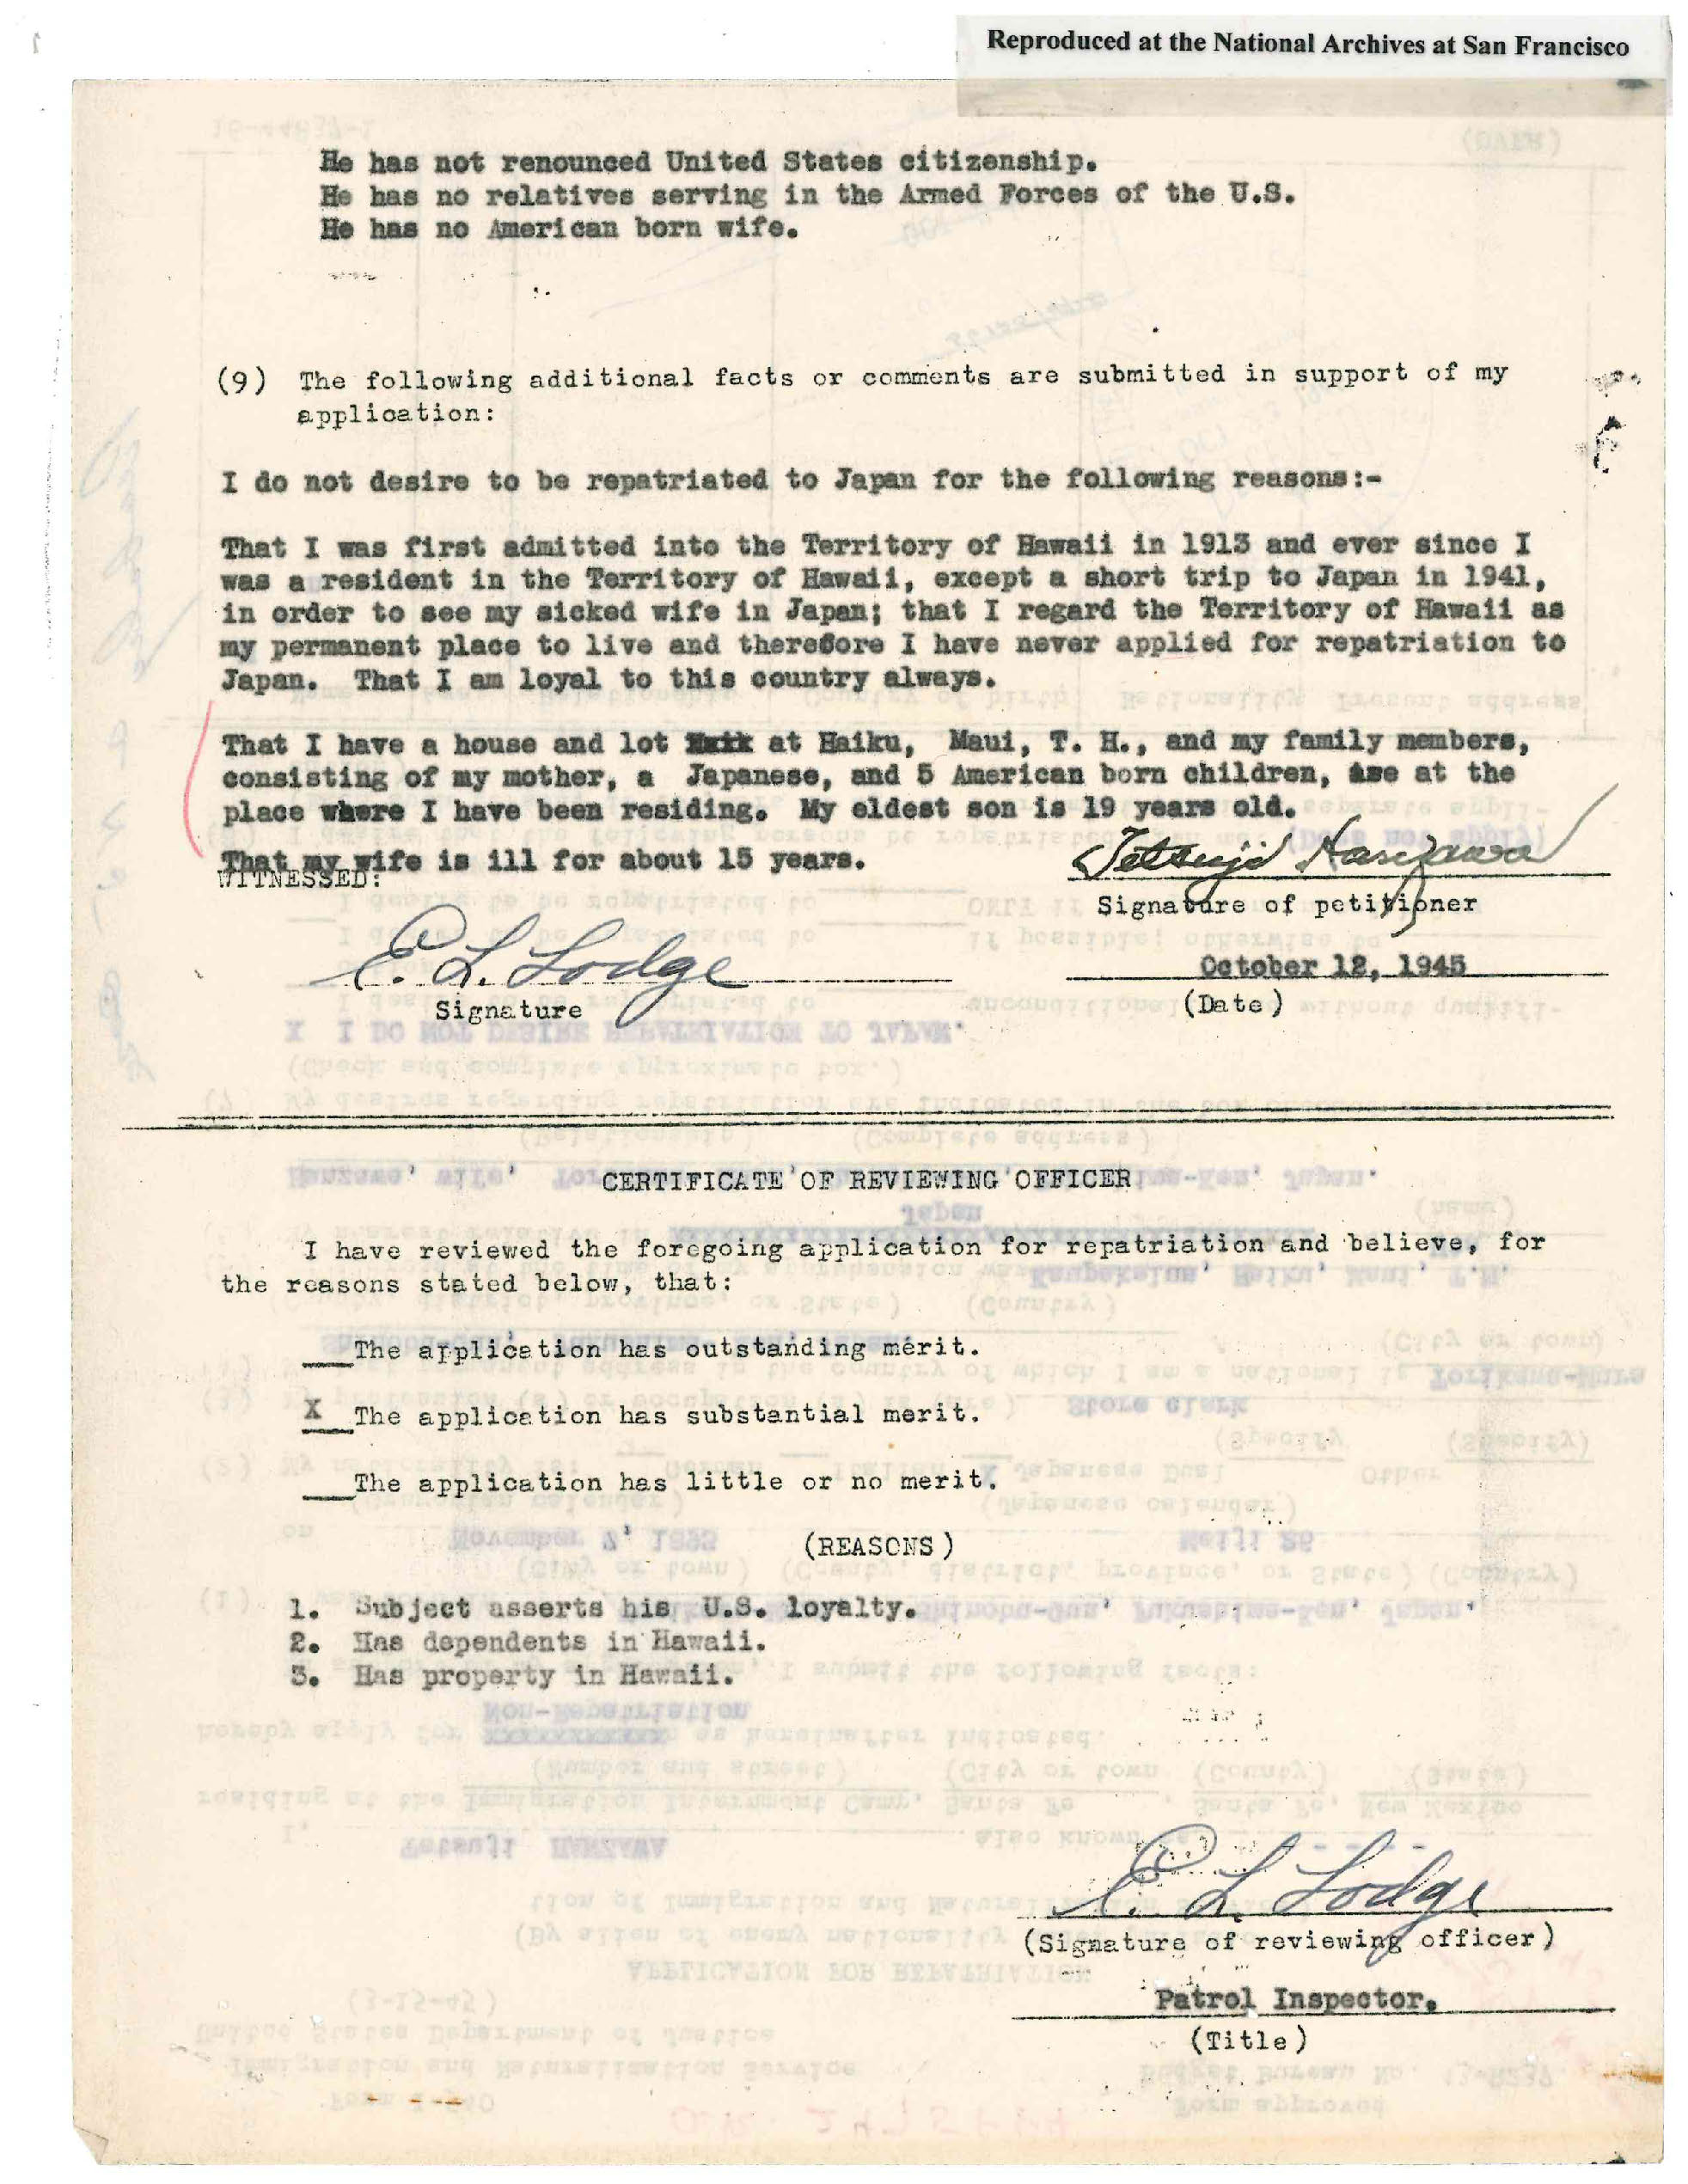 Reproduced at the National Archives at San Francisco
He has not renounced United States citizenship.
He has no relatives serving in the Armed Forces of the U.S.
He has no American born wife.
(9) The following additional facts or comments are submitted in support of my
application:
I do not desire to be repatriated to Japan for the following reasons:-
That I was first admitted into the Territory of Hawaii in 1913 and ever since I
was a resident in the Territory of Hawaii, except a short trip to Japan in 1941,
in order to see my sicked wife in Japan; that I regard the Territory of Hawaii as
my permanent place to live and therefore I have never applied for repatriation to
Japan. That I am loyal to this country always.
That I have a house and lot at Haiku, Maui, T. H., and my family members,
consisting of my mother, a Japanese, and 5 American born children, are at the
place where I have been residing. My eldest son is 19 years old.
That my wife is ill for about 15 years.
WITNESSED:
Tetsuji Hanzawa
Signature of petitioner
E. L. Lodge
Signature
October 12, 1945
(Date)
CERTIFICATE OF REVIEWING OFFICER
I have reviewed the foregoing application for repatriation and believe, for
the reasons stated below, that:
The application has outstanding merit.
X The application has substantial merit.
The application has little or no merit.
(REASONS)
1. Subject asserts his U.S. loyalty.
2. Has dependents in Hawaii.
3. Has property in Hawaii.
E. L. Lodge
(Signature of reviewing officer)
Patrol Inspector.
(Title)